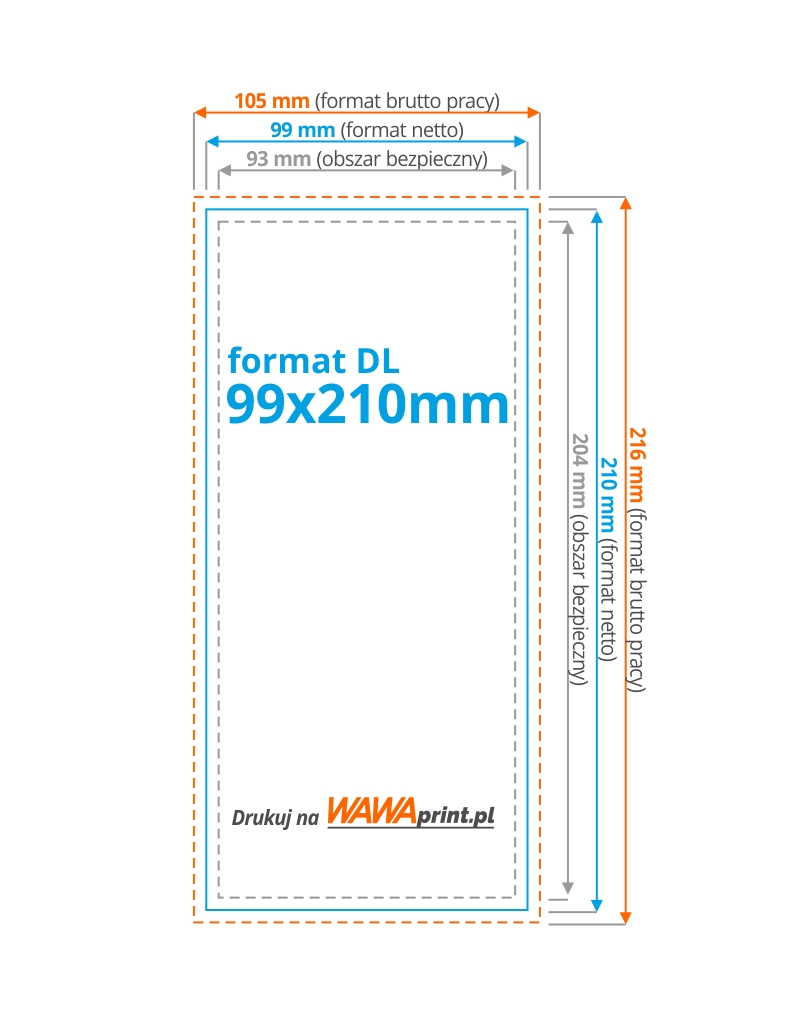 105 mm (format brutto pracy)
99 mm (format netto)
93 mm (obszar bezpieczny)
format DL
99x210mm
204 mm (obszar bezpieczny)
210 mm (format netto)
216 mm (format brutto pracy)
Drukuj na WAWAprint.pl